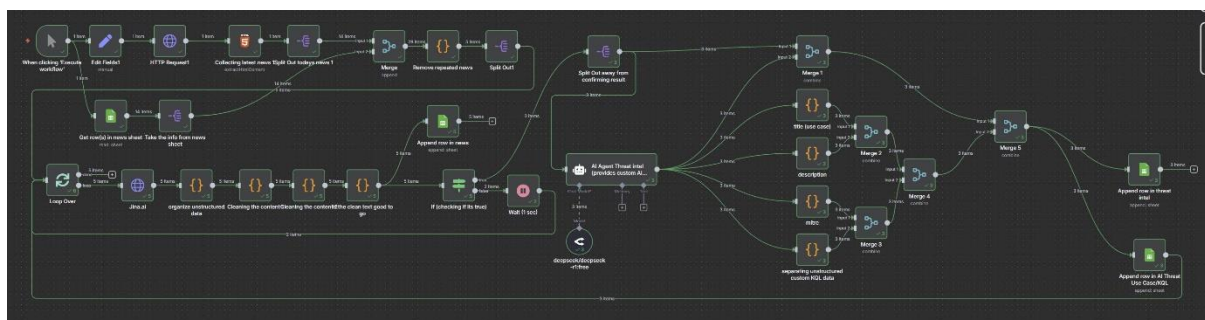 When clicking 'Execute
workflow'
Edit Fields1
manual
HTTP Request1
Collecting latest news 1
Split Out todays news 1
Merge
append
Remove repeated news
Split Out1
Get row(s) in news sheet
read: sheet
Take the info from news
sheet
Append row in news
append: sheet
Split Out away from
confirming result
Loop Over
Jina.ai
organize unstructured
data
Cleaning the content
Cleaning the content
the clean text good to
go
If (checking if its true)
Wait (1 sec)
AI Agent Threat intel
(provides custom AI...
deepseek/deepseek
-r1:free
Merge 1
combine
title (use case)
description
Merge 2
combine
mitre
Merge 3
combine
Merge 4
combine
separating unstructured
custom KQL data
Merge 5
combine
Append row in threat
intel
append: sheet
Append row in AI Threat
Use Case/KQL
append: sheet
3 items